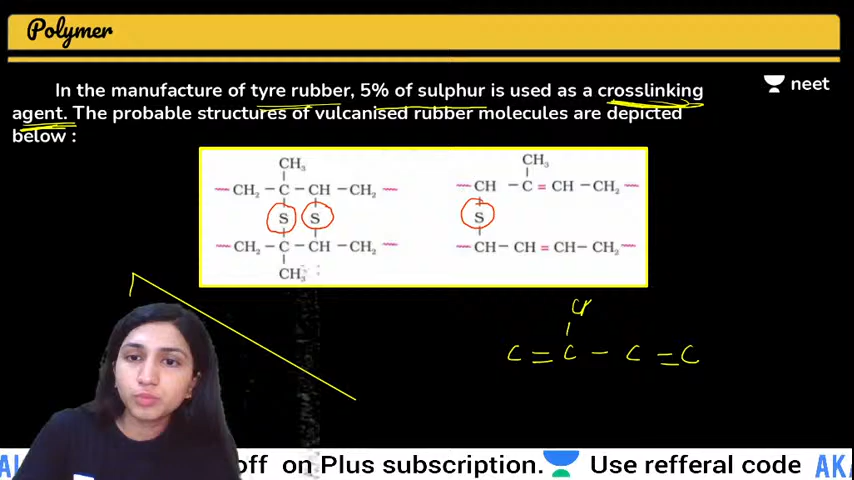 Polymer
In the manufacture of tyre rubber, 5% of sulphur is used as a crosslinking
agent. The probable structures of vulcanised rubber molecules are depicted
below :
neet
CH₃
CH₂ – C – CH – CH₂
S S
CH₂ – C – CH – CH₂
CH₃
CH₃
CH – C = CH – CH₂
S
CH – CH = CH – CH₂
C = C – C = C
AL
off on Plus subscription. Use refferal code AKA